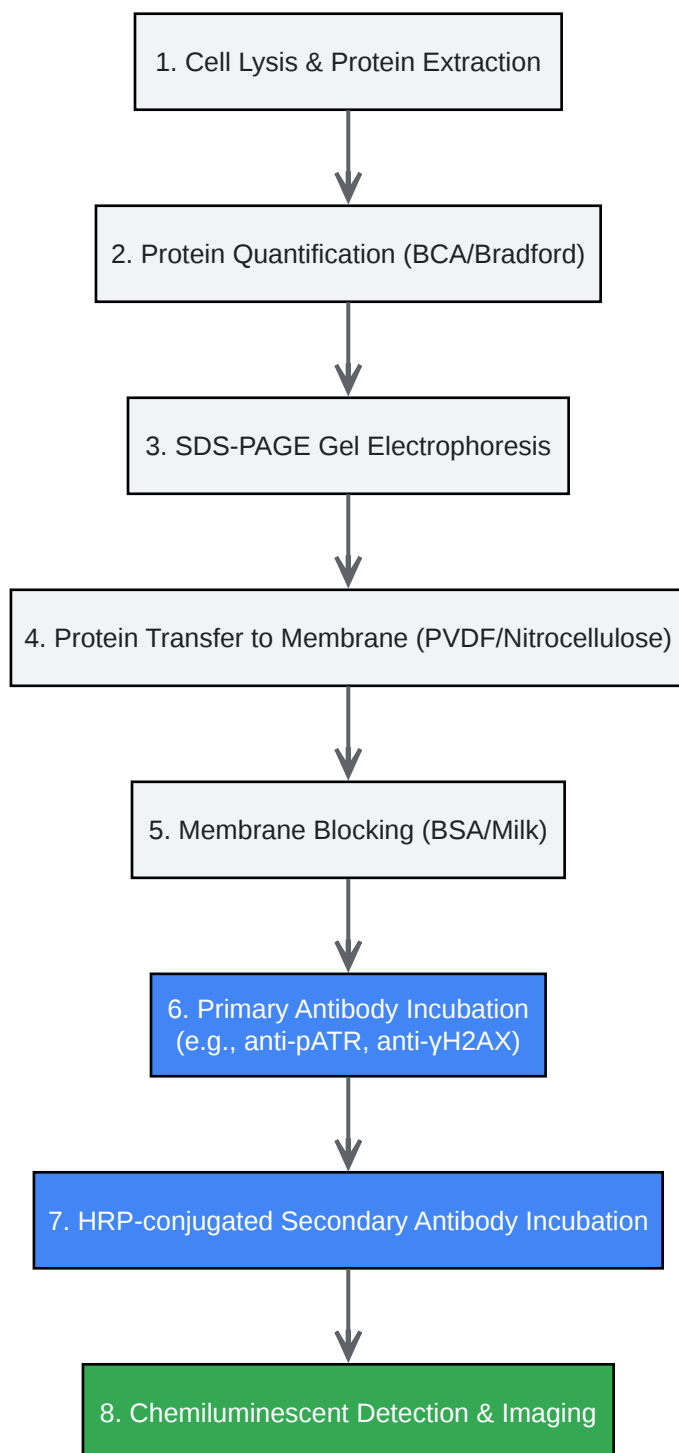 1. Cell Lysis & Protein Extraction
2. Protein Quantification (BCA/Bradford)
3. SDS-PAGE Gel Electrophoresis
4. Protein Transfer to Membrane (PVDF/Nitrocellulose)
5. Membrane Blocking (BSA/Milk)
6. Primary Antibody Incubation
(e.g., anti-pATR, anti-γH2AX)
7. HRP-conjugated Secondary Antibody Incubation
8. Chemiluminescent Detection & Imaging